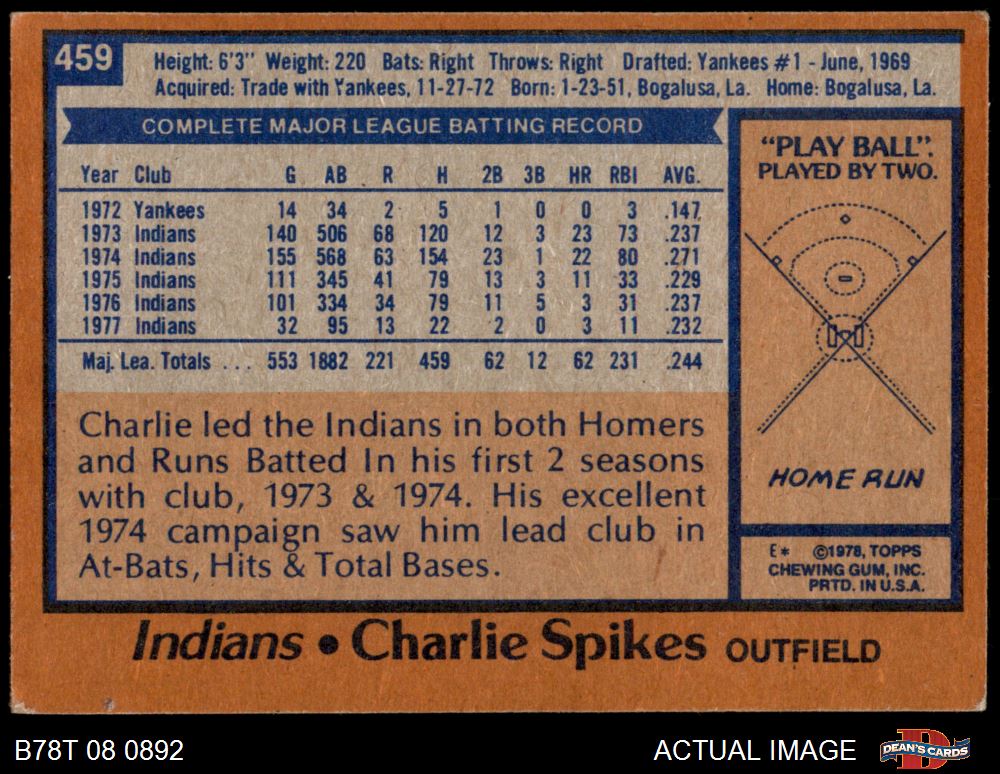 459
Height: 6'3" Weight: 220 Bats: Right Throws: Right Drafted: Yankees #1 - June, 1969
Acquired: Trade with Yankees, 11-27-72 Born: 1-23-51, Bogalusa, La. Home: Bogalusa, La.
COMPLETE MAJOR LEAGUE BATTING RECORD
Year Club G AB R H 2B 3B HR RBI AVG.
1972 Yankees 14 34 2 5 1 0 0 3 .147
1973 Indians 140 506 68 120 12 3 23 73 .237
1974 Indians 155 568 63 154 23 1 22 80 .271
1975 Indians 111 345 41 79 13 3 11 33 .229
1976 Indians 101 334 34 79 11 5 3 31 .237
1977 Indians 32 95 13 22 2 0 3 11 .232
Maj. Lea. Totals . . . 553 1882 221 459 62 12 62 231 .244
Charlie led the Indians in both Homers
and Runs Batted In his first 2 seasons
with club, 1973 & 1974. His excellent
1974 campaign saw him lead club in
At-Bats, Hits & Total Bases.
"PLAY BALL".
PLAYED BY TWO.
HOME RUN
E* ©1978, TOPPS
CHEWING GUM, INC.
PRTD. IN U.S.A.
Indians • Charlie Spikes OUTFIELD
B78T 08 0892
ACTUAL IMAGE
DEAN'S CARDS